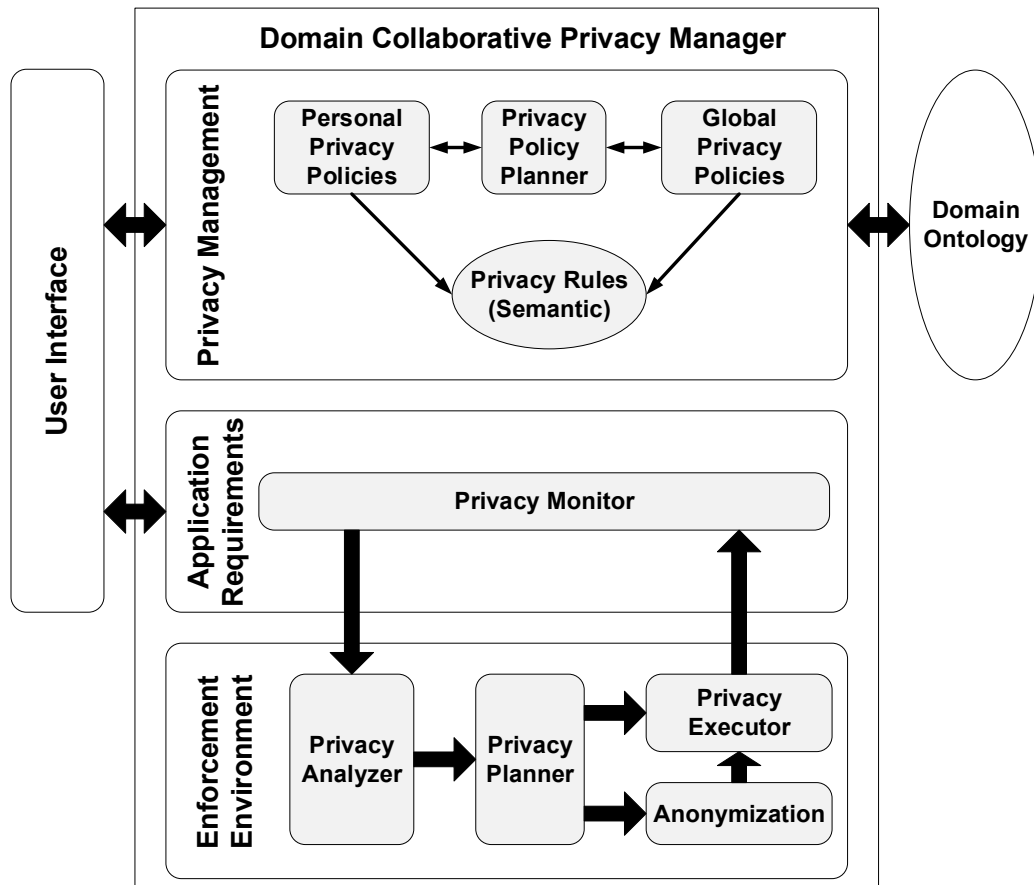 Domain Collaborative Privacy Manager
User Interface
Privacy Management
Personal
Privacy
Policies
Privacy
Policy
Planner
Global
Privacy
Policies
Privacy Rules
(Semantic)
Domain
Ontology
Application
Requirements
Privacy Monitor
Enforcement
Environment
Privacy
Analyzer
Privacy
Planner
Privacy
Executor
Anonymization